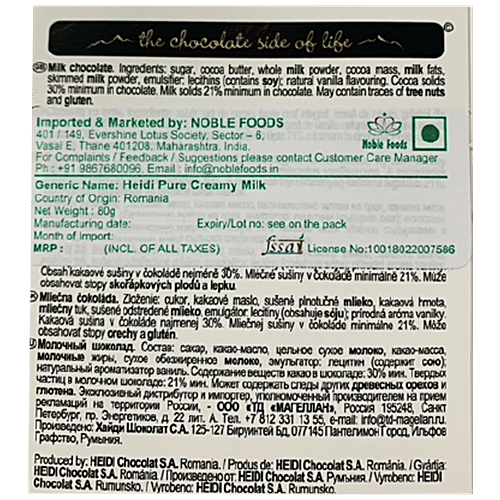 the chocolate side of life
GB Milk chocolate. Ingredients: sugar, cocoa butter, whole milk powder, cocoa mass, milk fats,
skimmed milk powder, emulsifier: lecithins (contains soy); natural vanilla flavouring. Cocoa solids
30% minimum in chocolate. Milk solids 21% minimum in chocolate. May contain traces of tree nuts
and gluten.
Imported & Marketed by: NOBLE FOODS
401 / 149, Evershine Lotus Society, Sector – 6,
Vasai E, Thane 401208. Maharashtra, India.
For Complaints / Feedback / Suggestions please contact Customer Care Manager
Ph : +91 9867680096, Email : info@noblefoods.in
Noble Foods
Generic Name: Heidi Pure Creamy Milk
Country of Origin: Romania
Net Weight : 80g
Manufacturing date: Expiry/Lot no: see on the pack
Month of Import:
MRP : (INCL. OF ALL TAXES) fssai License No:10018022007586
Obsah kakaové sušiny v čokoládě nejméně 30%. Mléčné sušiny v čokoládě minimálně 21%. Může
obsahovat stopy skořápkových plodů a lepku.
Mliečna čokoláda. Zloženie: cukor, kakaové maslo, sušené plnotučné mlieko, kakaová hmota,
mliečny tuk, sušené odstredené mlieko, emulgátor: lecitíny (obsahuje sóju); prírodná aróma vanilky.
Kakaová sušina v čokoláde najmenej 30%. Mliečnej sušiny v čokoláde minimálne 21%. Môže
obsahovať stopy orechy a glutén.
Молочный шоколад. Состав: сахар, какао-масло, цельное сухое молоко, какао-масса,
молочные жиры, сухое обезжиренное молоко, эмульгатор: лецитин (содержит сою);
натуральный ароматизатор ваниль. Содержание веществ какао в шоколаде: 30% мин. Твердых
частиц в молочном шоколаде: 21% мин. Может содержать следы других древесных орехов и
глютена. Эксклюзивный дистрибутор и импортер, уполномоченный производителем на прием
рекламаций на территории России, - ООО «ТД «МАГЕЛЛАН», Россия 195248, Санкт
Петербург, пр. Энергетиков, д. 22 лит. А. Тел. +7 812 331 13 55, e-mail: info@td-magellan.ru.
Произведено: Хайди Шоколат С.А. 125-127 Бируинтей Бд, 077145 Пантелимон Город, Илфов
Графство, Румыния.
Produced by: HEIDI Chocolat S.A. Romania. / Produs de: HEIDI Chocolat S.A. România. / Gyártja:
HEIDI Chocolat S.A. Románia / Произведено от: HEIDI Chocolat S.A. Румъния. / Vyrobeno: HEIDI
Chocolat S.A. Rumunsko. / Vyrobené: HEIDI Chocolat S.A. Rumunsko.